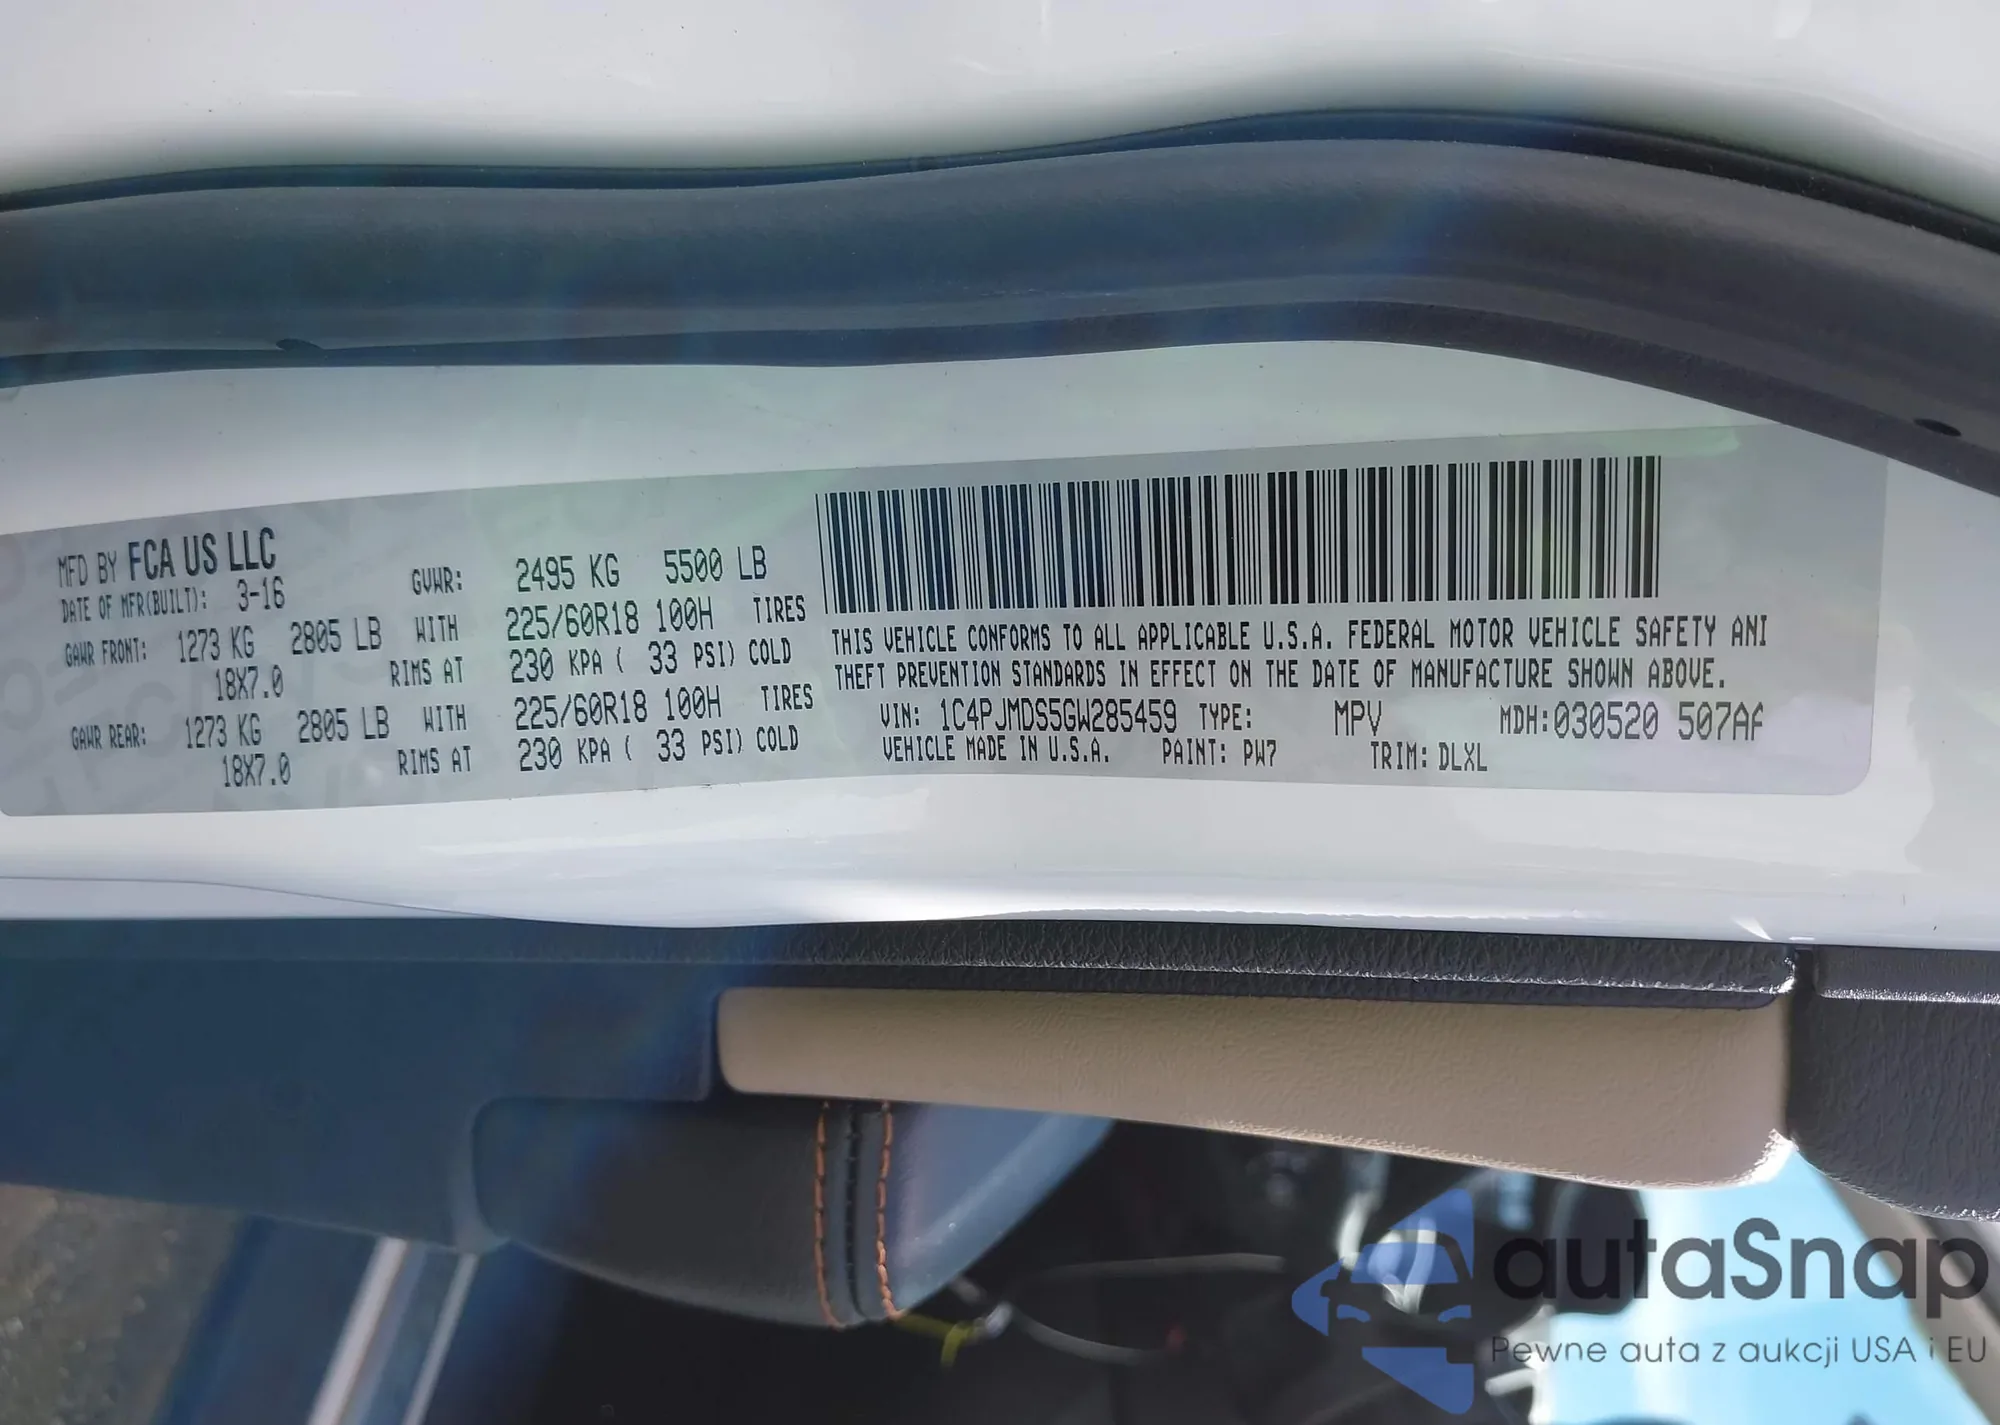 MFD BY FCA US LLC
DATE OF MFR(BUILT): 3-16 GVWR: 2495 KG 5500 LB
GAWR FRONT: 1273 KG 2805 LB WITH 225/60R18 100H TIRES
18X7.0 RIMS AT 230 KPA ( 33 PSI) COLD
GAWR REAR: 1273 KG 2805 LB WITH 225/60R18 100H TIRES
18X7.0 RIMS AT 230 KPA ( 33 PSI) COLD
THIS VEHICLE CONFORMS TO ALL APPLICABLE U.S.A. FEDERAL MOTOR VEHICLE SAFETY
THEFT PREVENTION STANDARDS IN EFFECT ON THE DATE OF MANUFACTURE SHOWN ABOVE.
VIN: 1C4PJMDS5GW285459 TYPE: MPV MDH:030520
VEHICLE MADE IN U.S.A. PAINT: PW7 TRIM: DLXL
autaSnap
Pewne auta z aukcji USA i EU